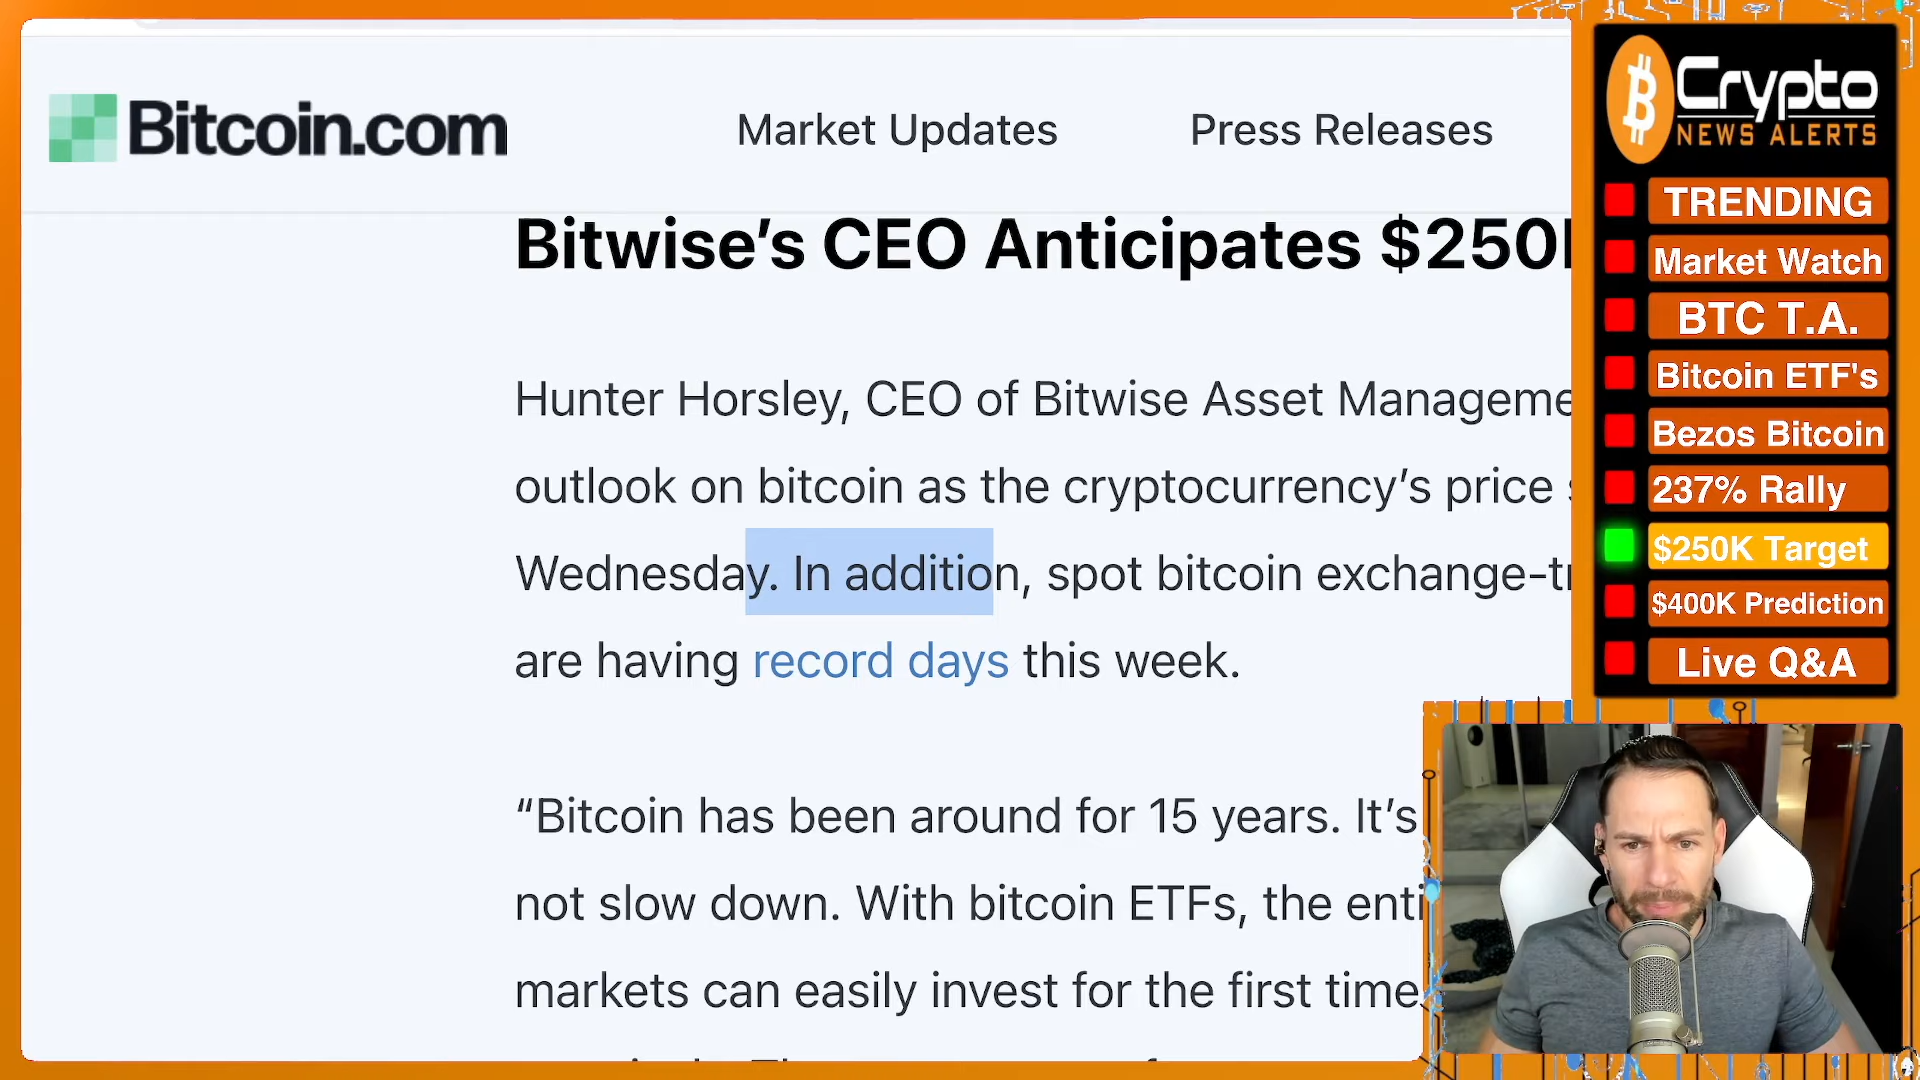 Bitcoin.com
Market Updates
Press Releases
Bitwise’s CEO Anticipates $250
Hunter Horsley, CEO of Bitwise Asset Manageme
outlook on bitcoin as the cryptocurrency’s price
Wednesday. In addition, spot bitcoin exchange-t
are having record days this week.
“Bitcoin has been around for 15 years. It’s
not slow down. With bitcoin ETFs, the enti
markets can easily invest for the first time
Crypto
NEWS ALERTS
TRENDING
Market Watch
BTC T.A.
Bitcoin ETF's
Bezos Bitcoin
237% Rally
$250K Target
$400K Prediction
Live Q&A